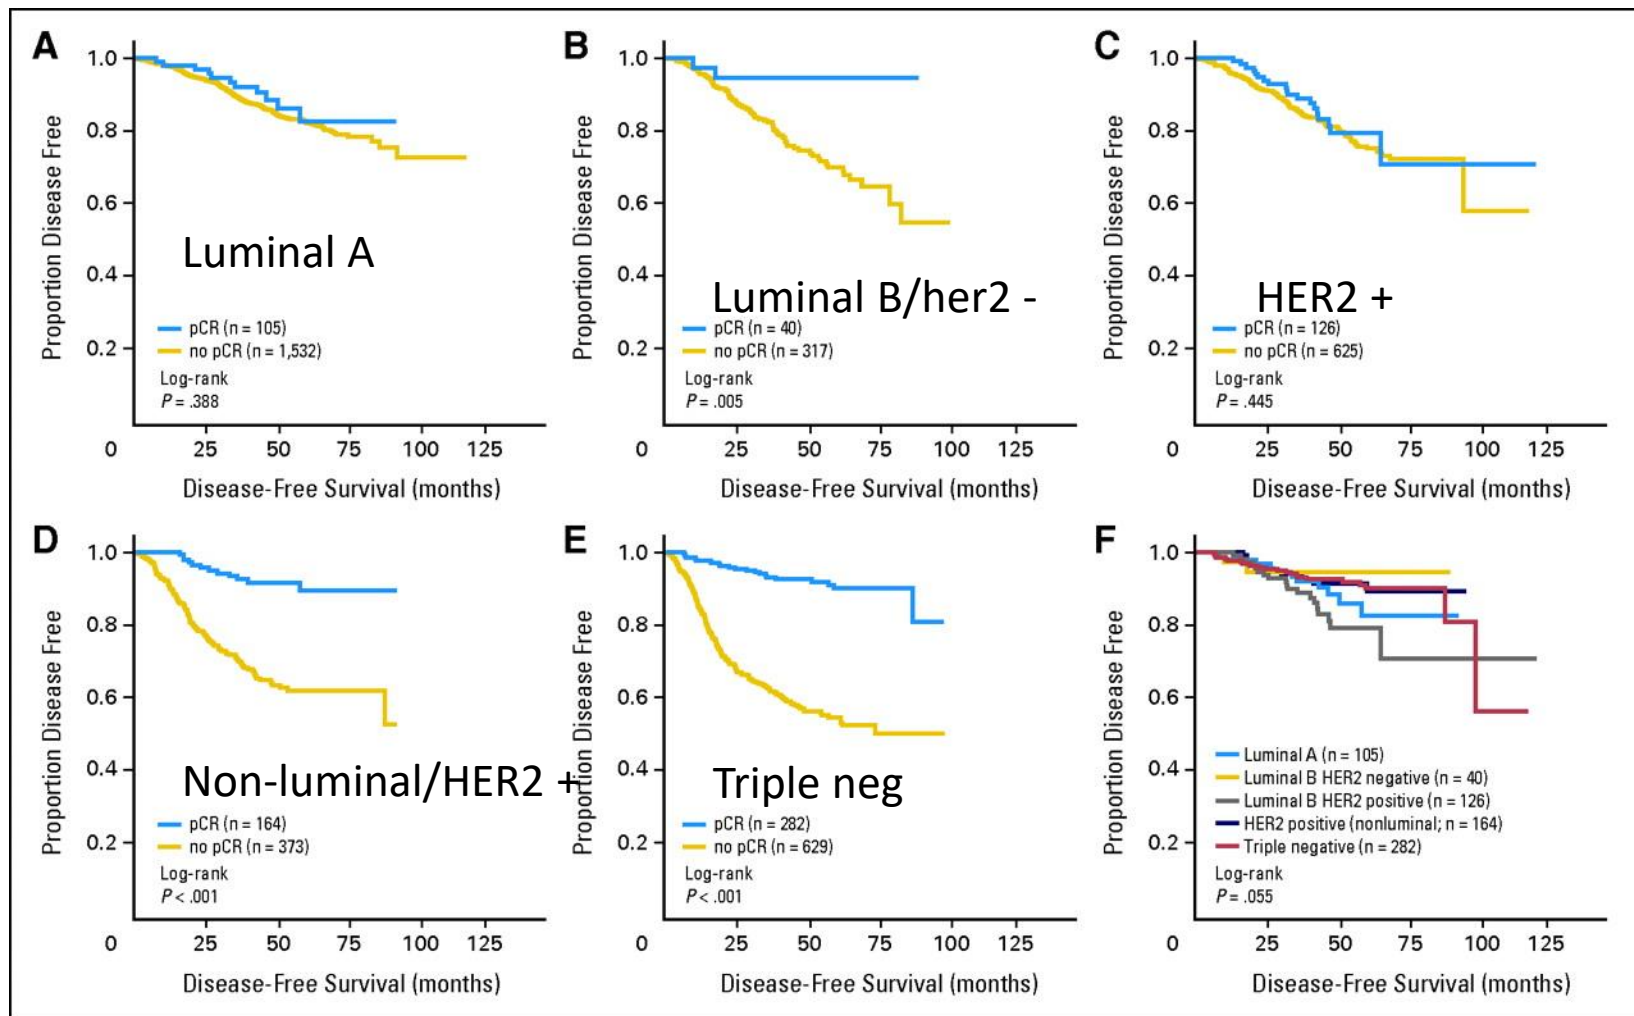 A
1.0
0.8
0.6
0.4
0.2
0
25
50
75
100
125
Proportion Disease Free
Disease-Free Survival (months)
Luminal A
pCR (n = 105)
no pCR (n = 1,532)
Log-rank
P = .388
B
1.0
0.8
0.6
0.4
0.2
0
25
50
75
100
125
Proportion Disease Free
Disease-Free Survival (months)
Luminal B/her2 -
pCR (n = 40)
no pCR (n = 317)
Log-rank
P = .005
C
1.0
0.8
0.6
0.4
0.2
0
25
50
75
100
125
Proportion Disease Free
Disease-Free Survival (months)
HER2 +
pCR (n = 126)
no pCR (n = 625)
Log-rank
P = .445
D
1.0
0.8
0.6
0.4
0.2
0
25
50
75
100
125
Proportion Disease Free
Disease-Free Survival (months)
Non-luminal/HER2 +
pCR (n = 164)
no pCR (n = 373)
Log-rank
P < .001
E
1.0
0.8
0.6
0.4
0.2
0
25
50
75
100
125
Proportion Disease Free
Disease-Free Survival (months)
Triple neg
pCR (n = 282)
no pCR (n = 629)
Log-rank
P < .001
F
1.0
0.8
0.6
0.4
0.2
0
25
50
75
100
125
Proportion Disease Free
Disease-Free Survival (months)
Luminal A (n = 105)
Luminal B HER2 negative (n = 40)
Luminal B HER2 positive (n = 126)
HER2 positive (nonluminal; n = 164)
Triple negative (n = 282)
Log-rank
P = .055